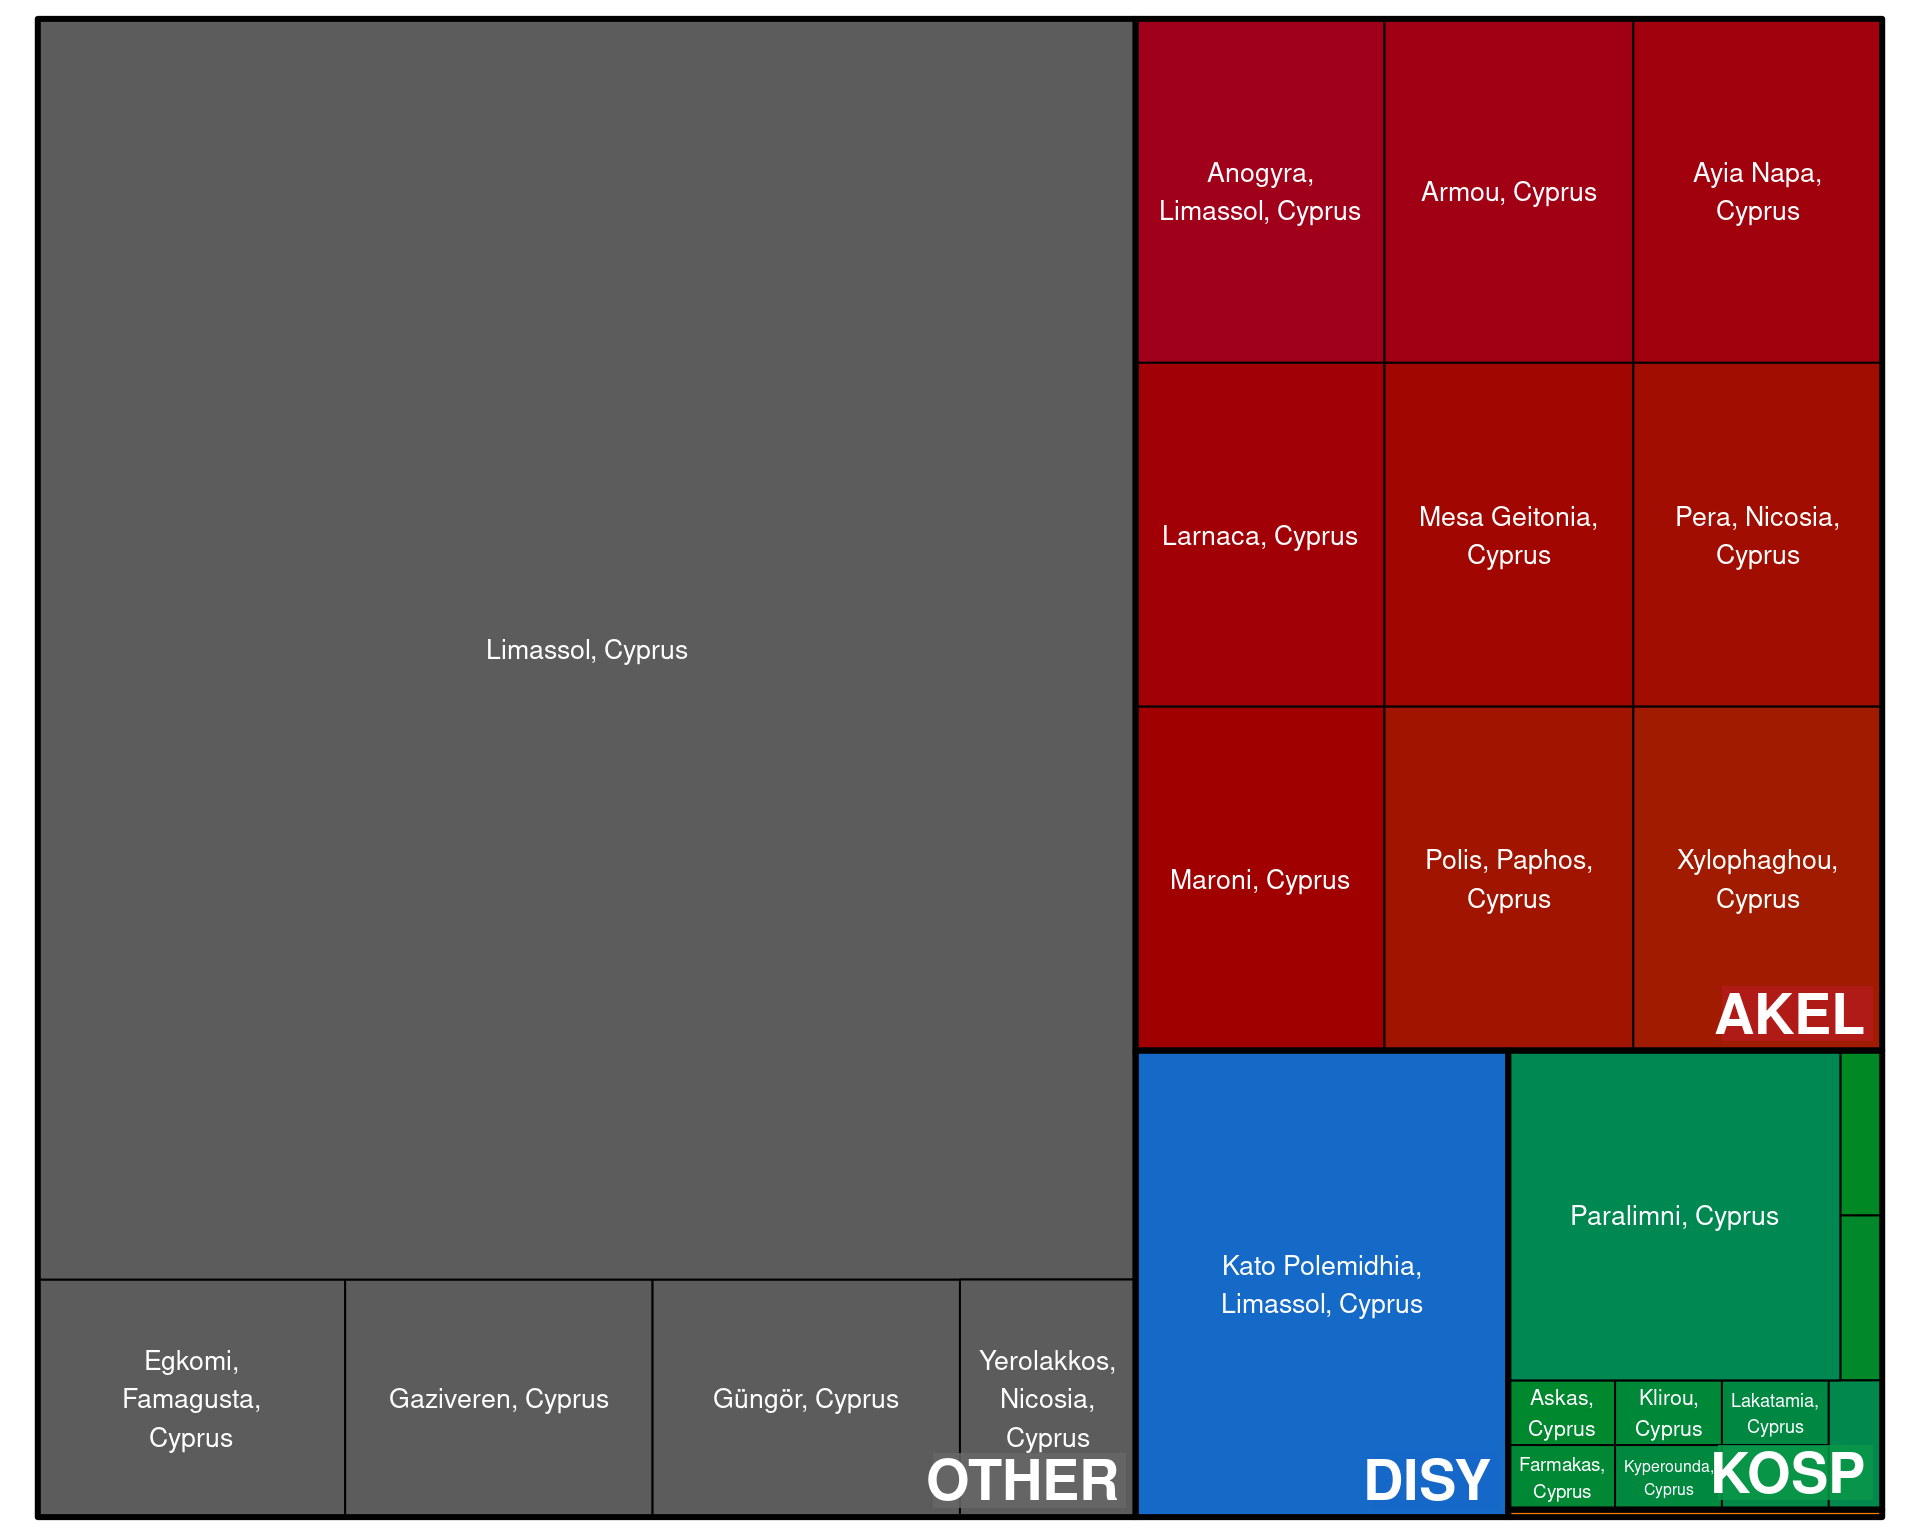 Limassol, Cyprus
Egkomi,
Famagusta,
Cyprus
Gaziveren, Cyprus
Güngör, Cyprus
Yerolakkos,
Nicosia,
Cyprus
OTHER
Anogyra,
Limassol, Cyprus
Armou, Cyprus
Ayia Napa,
Cyprus
Larnaca, Cyprus
Mesa Geitonia,
Cyprus
Pera, Nicosia,
Cyprus
Maroni, Cyprus
Polis, Paphos,
Cyprus
Xylophaghou,
Cyprus
AKEL
Kato Polemidhia,
Limassol, Cyprus
DISY
Paralimni, Cyprus
Askas,
Cyprus
Klirou,
Cyprus
Lakatamia,
Cyprus
Farmakas,
Cyprus
Kyperounda,
Cyprus
KOSP